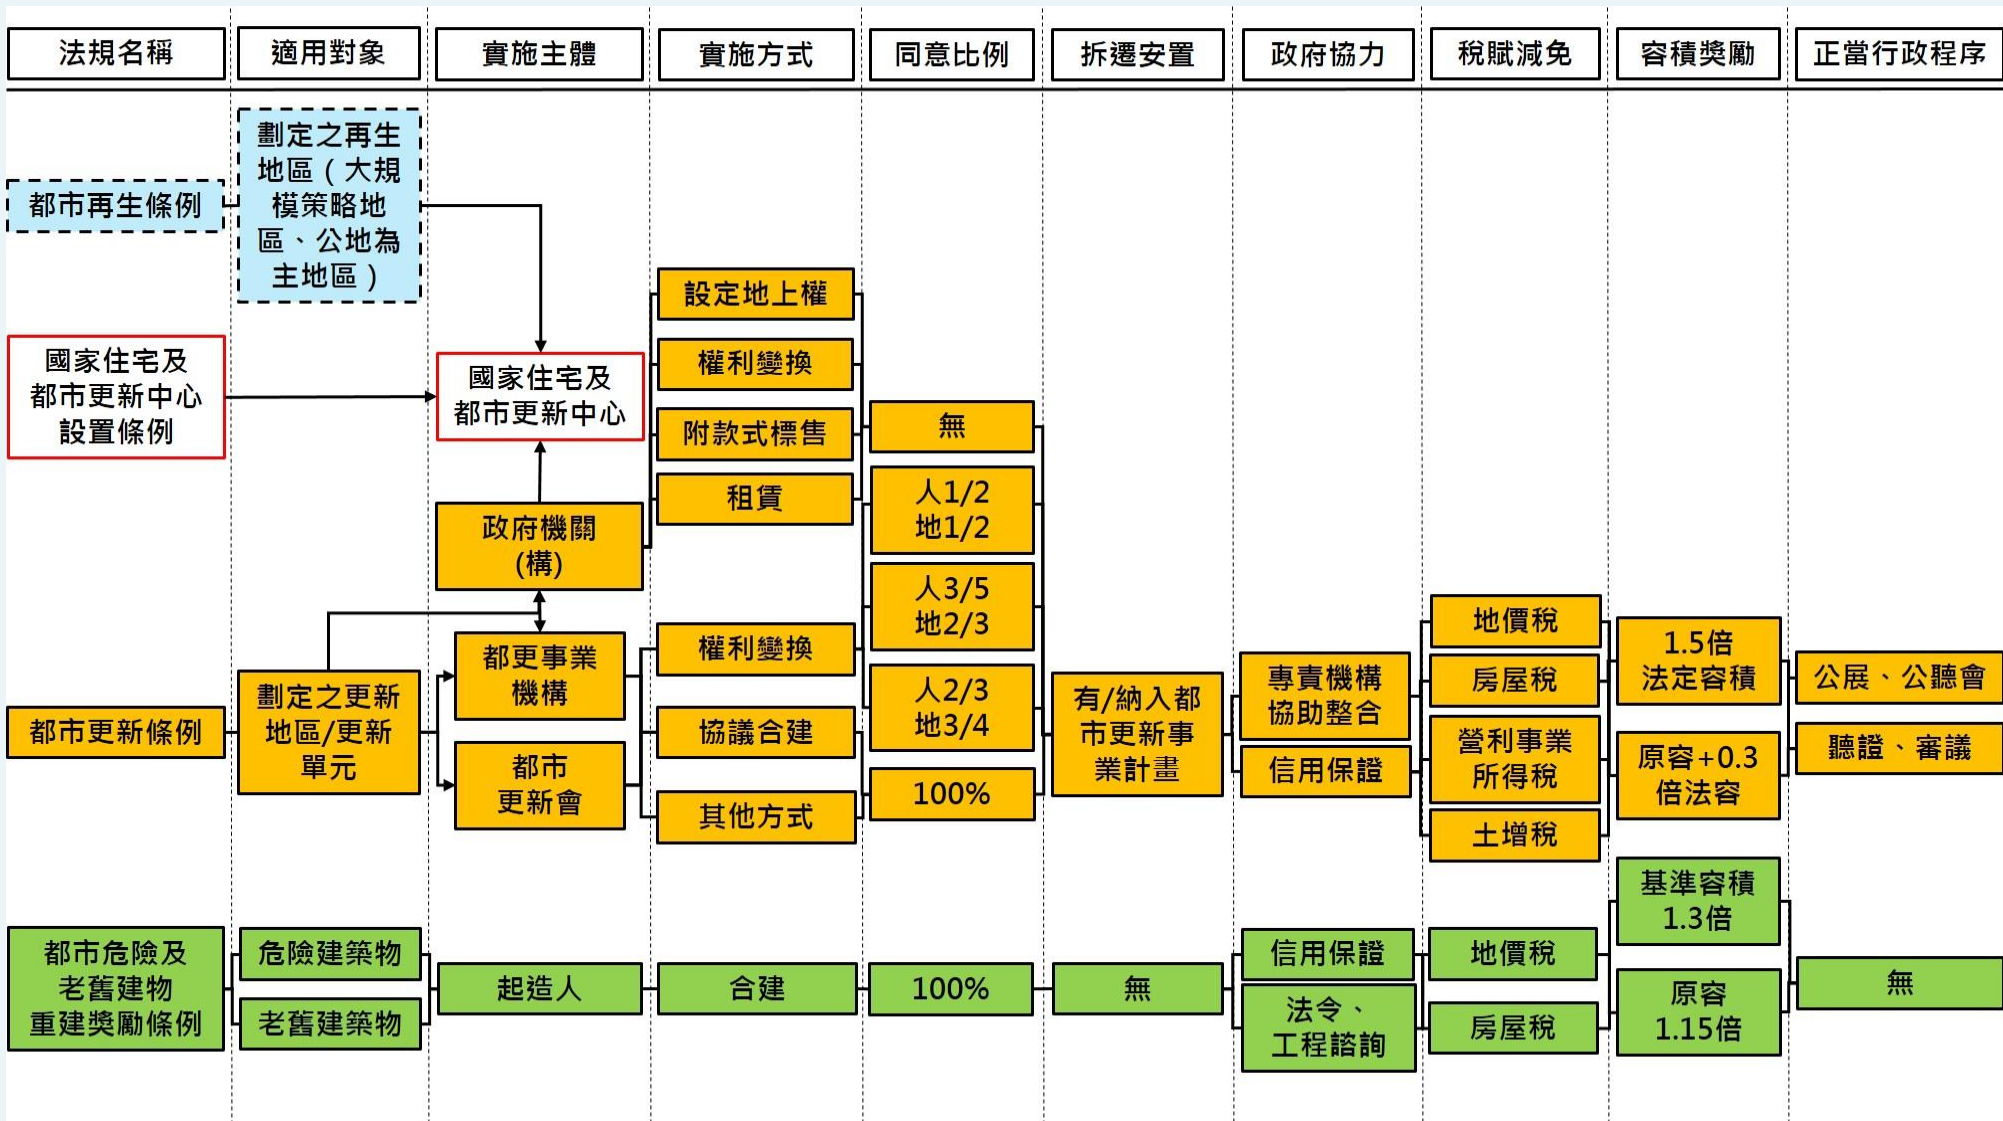 法規名稱
適用對象
實施主體
實施方式
同意比例
拆遷安置
政府協力
稅賦減免
容積獎勵
正當行政程序
都市再生條例
劃定之再生
地區（大規
模策略地
區、公地為
主地區）
國家住宅及
都市更新中心
設置條例
國家住宅及
都市更新中心
政府機關
(構)
設定地上權
權利變換
附款式標售
租賃
無
人1/2
地1/2
人3/5
地2/3
人2/3
地3/4
100%
都市更新條例
劃定之更新
地區/更新
單元
都更事業
機構
都市
更新會
權利變換
協議合建
其他方式
有/納入都
市更新事
業計畫
專責機構
協助整合
信用保證
地價稅
房屋稅
營利事業
所得稅
土增稅
1.5倍
法定容積
原容+0.3
倍法容
公展、公聽會
聽證、審議
都市危險及
老舊建物
重建獎勵條例
危險建築物
老舊建築物
起造人
合建
100%
無
信用保證
法令、
工程諮詢
地價稅
房屋稅
基準容積
1.3倍
原容
1.15倍
無